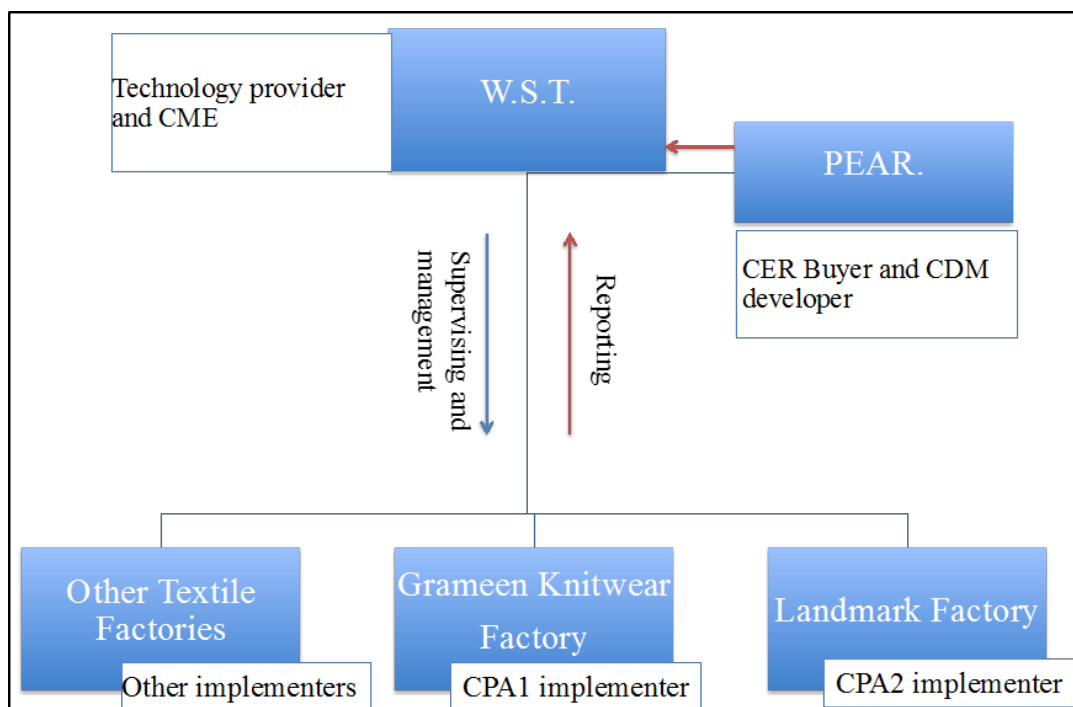 Technology provider
and CME
W.S.T.
PEAR.
CER Buyer and CDM
developer
Supervising and
management
Reporting
Other Textile
Factories
Other implementers
Grameen Knitwear
Factory
CPA1 implementer
Landmark Factory
CPA2 implementer